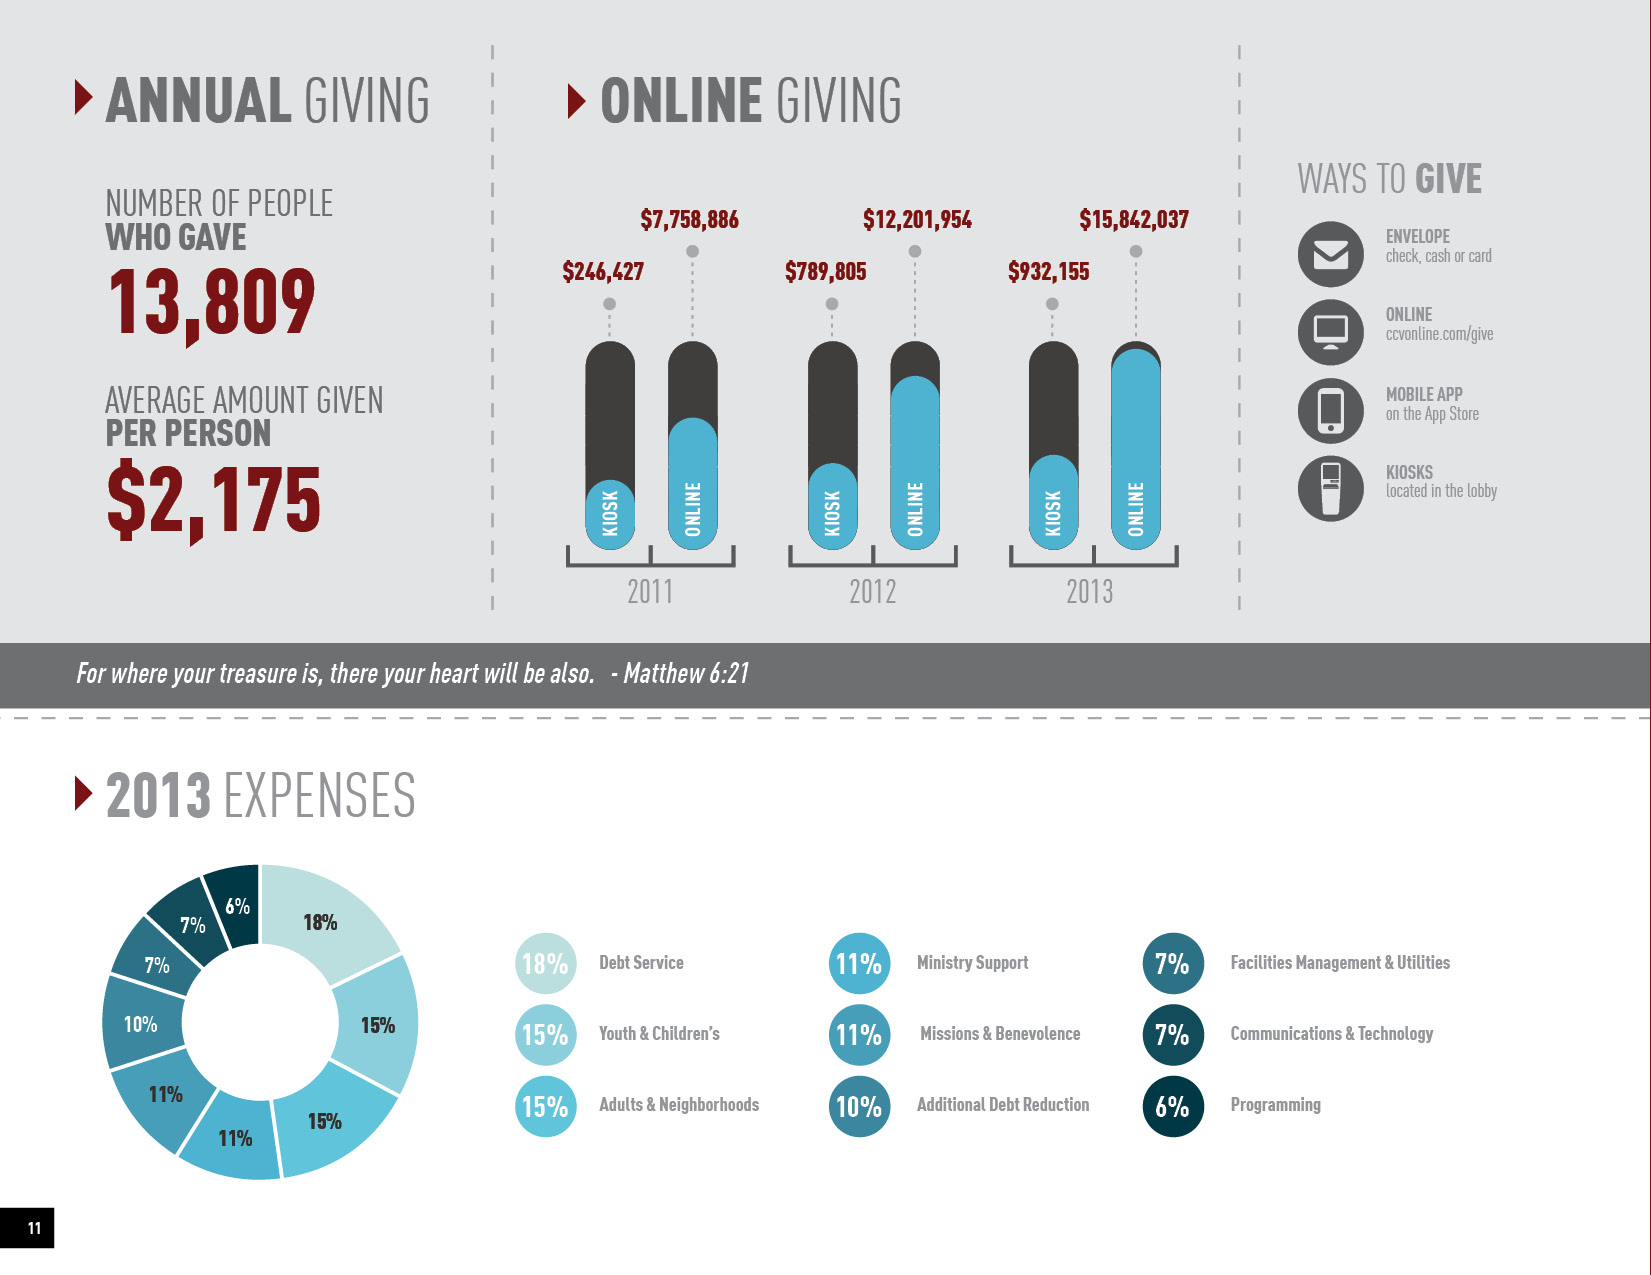 ANNUAL GIVING
NUMBER OF PEOPLE
WHO GAVE
13,809
AVERAGE AMOUNT GIVEN
PER PERSON
$2,175
ONLINE GIVING
$7,758,886
$12,201,954
$15,842,037
$246,427
$789,805
$932,155
KIOSK
ONLINE
KIOSK
ONLINE
KIOSK
ONLINE
2011
2012
2013
WAYS TO GIVE
ENVELOPE
check, cash or card
ONLINE
ccvonline.com/give
MOBILE APP
on the App Store
KIOSKS
located in the lobby
For where your treasure is, there your heart will be also. - Matthew 6:21
2013 EXPENSES
18%
15%
15%
11%
11%
10%
7%
7%
6%
18% Debt Service
15% Youth & Children's
15% Adults & Neighborhoods
11% Ministry Support
11% Missions & Benevolence
10% Additional Debt Reduction
7% Facilities Management & Utilities
7% Communications & Technology
6% Programming
11